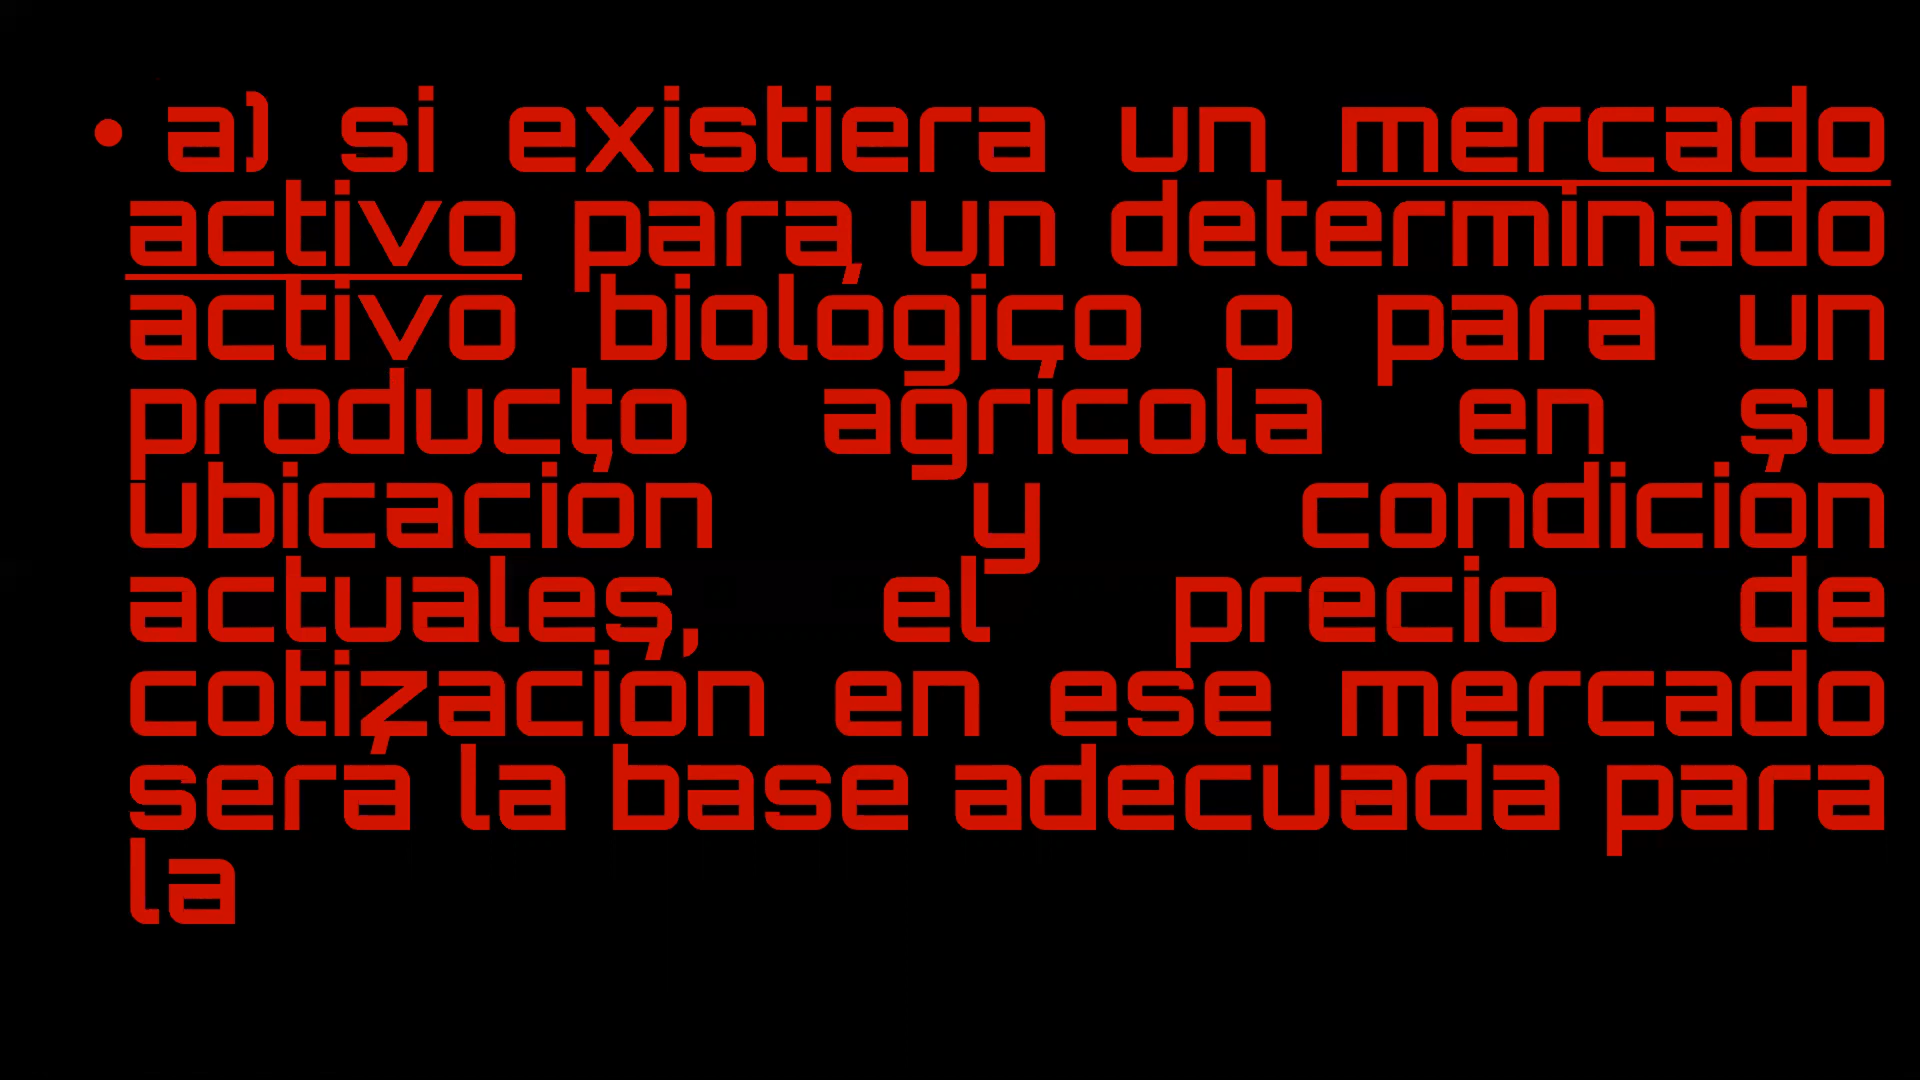 • a) si existiera un mercado
activo para un determinado
activo biológico o para un
producto agrícola en su
ubicación y condición
actuales, el precio de
cotización en ese mercado
será la base adecuada para
la